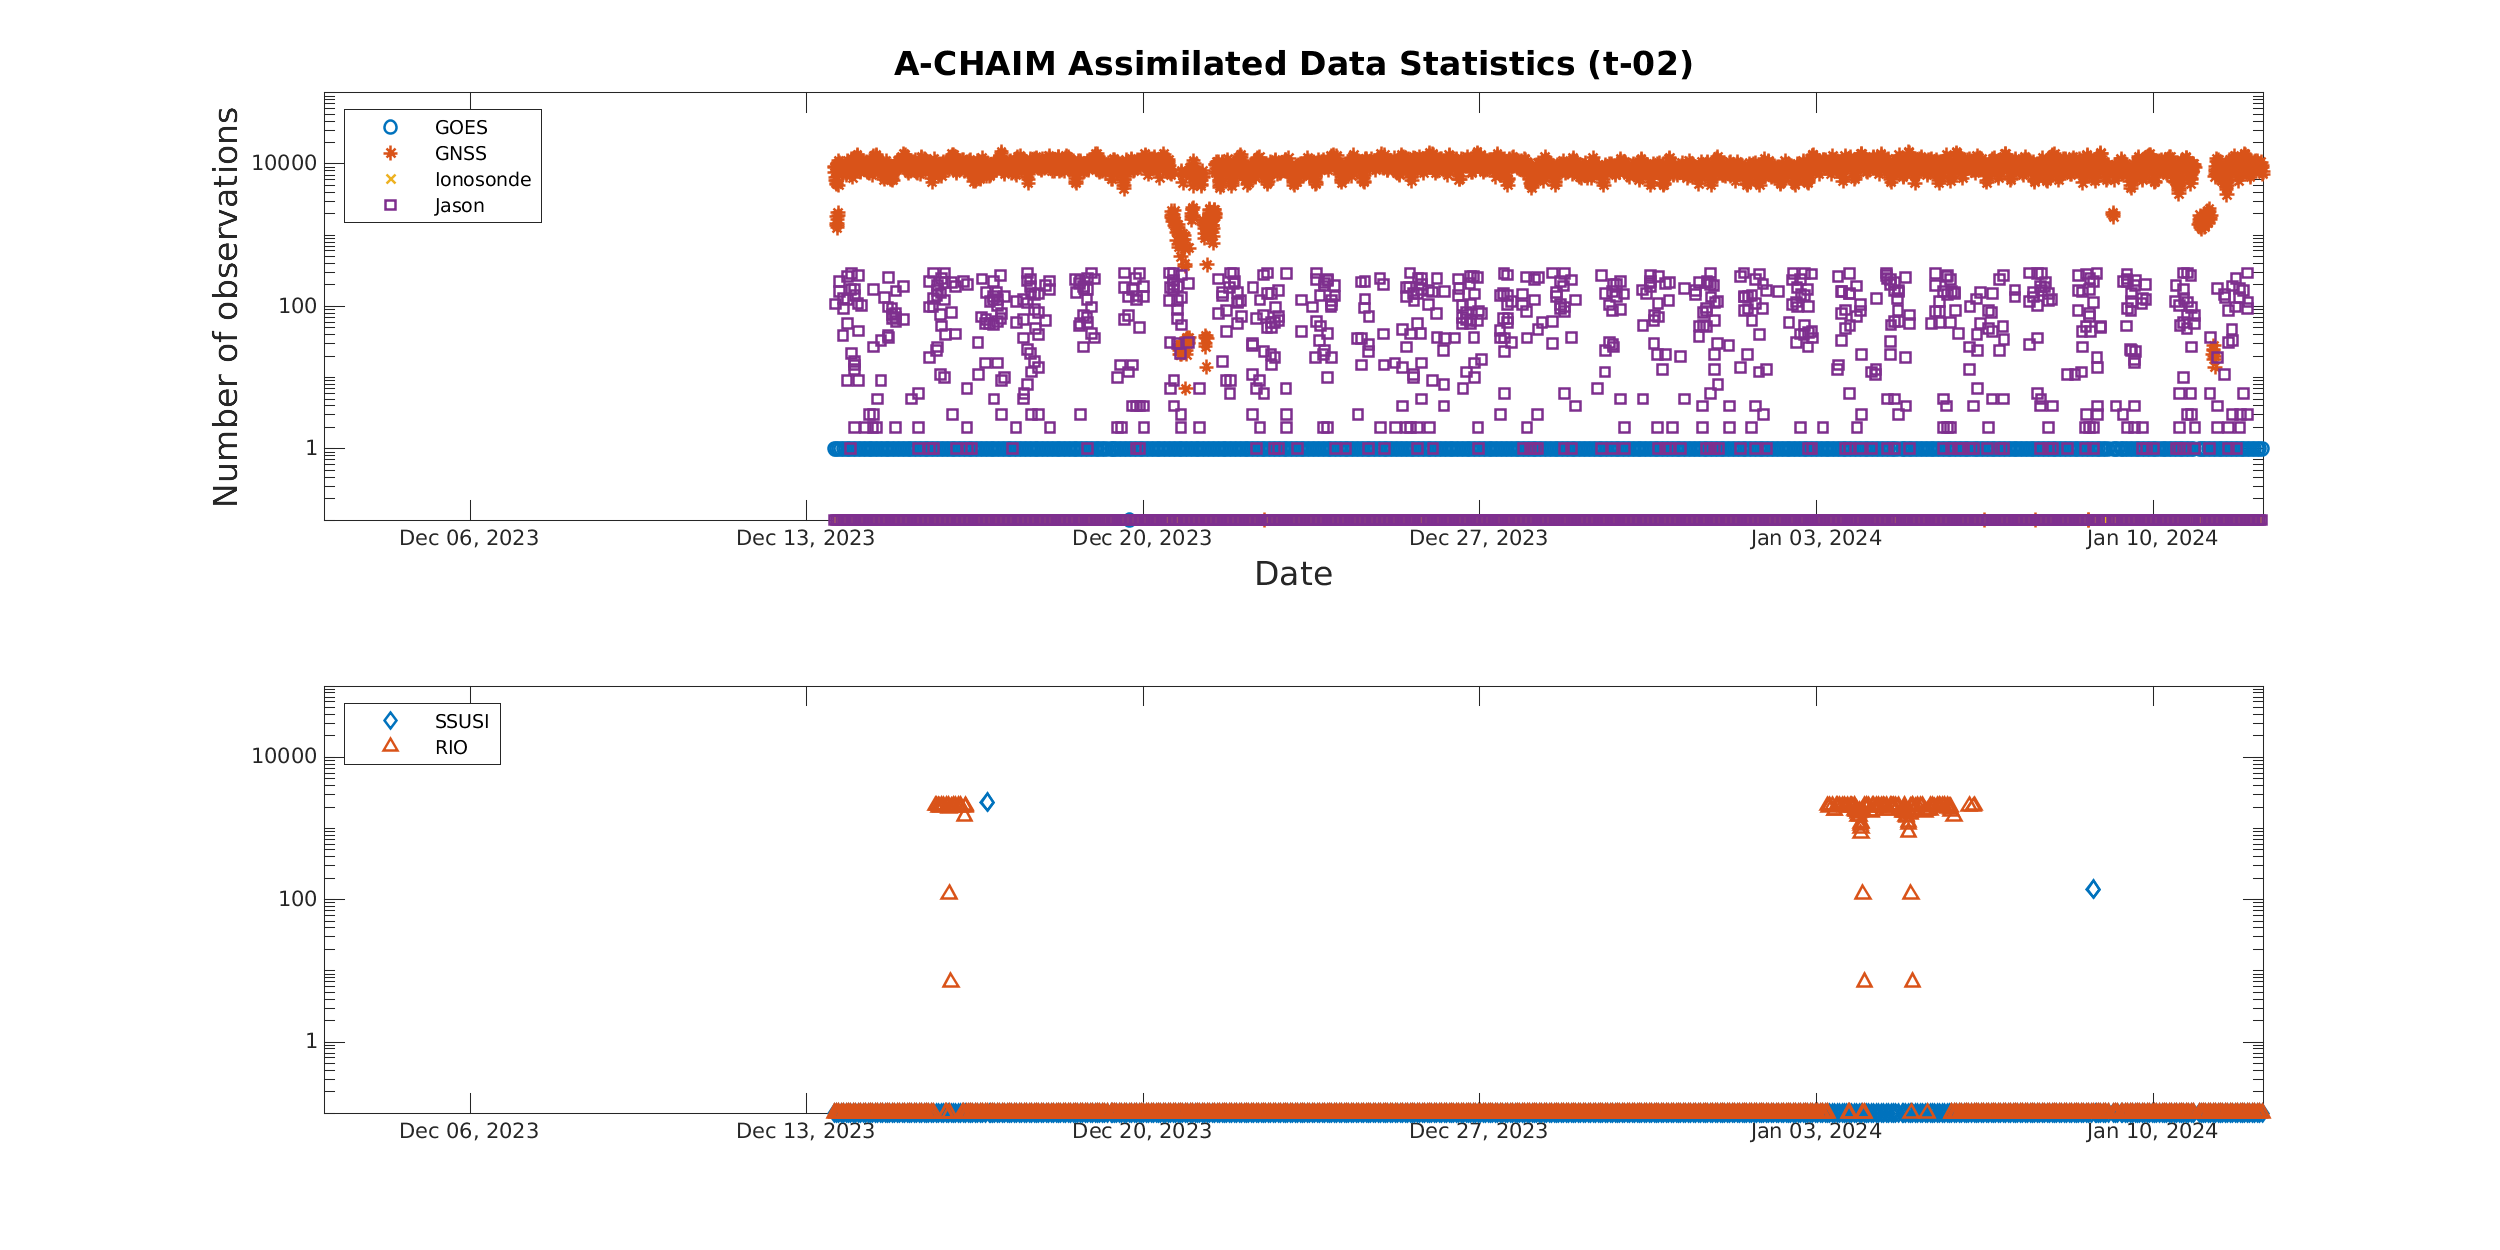 A-CHAIM Assimilated Data Statistics (t-02)
Number of observations
10000
100
1
GOES
GNSS
Ionosonde
Jason
Dec 06, 2023
Dec 13, 2023
Dec 20, 2023
Dec 27, 2023
Jan 03, 2024
Jan 10, 2024
Date
10000
100
1
SSUSI
RIO
Dec 06, 2023
Dec 13, 2023
Dec 20, 2023
Dec 27, 2023
Jan 03, 2024
Jan 10, 2024